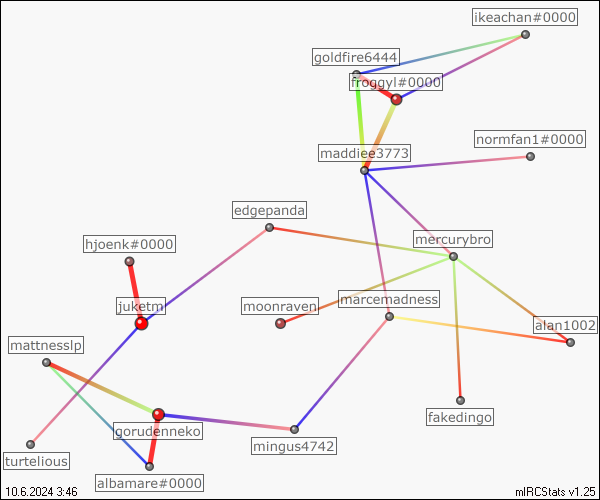 ikeachan#0000
goldfire6444
froggyl#0000
normfan1#0000
maddiee3773
edgepanda
hjoenk#0000
mercurybro
juketm
moonraven
marcemadness
alan1002
mattnesslp
fakedingo
gorudenneko
mingus4742
turtelious
albamare#0000
10.6.2024 3:46
mIRCStats v1.25